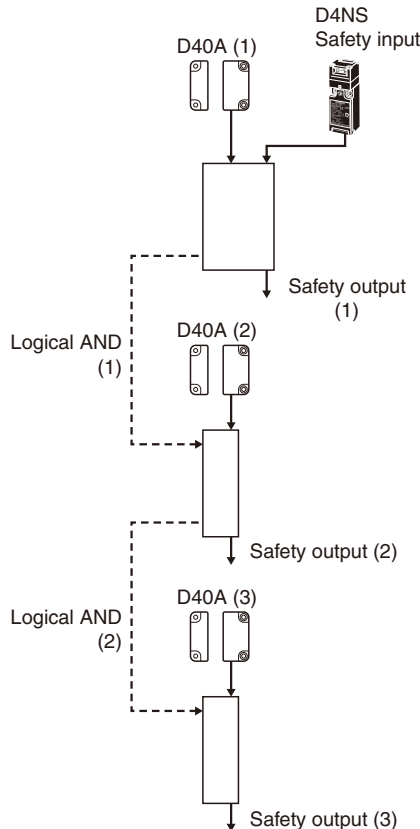 D4NS
Safety input
D40A (1)
Safety output
(1)
Logical AND
(1)
D40A (2)
Safety output (2)
Logical AND
(2)
D40A (3)
Safety output (3)